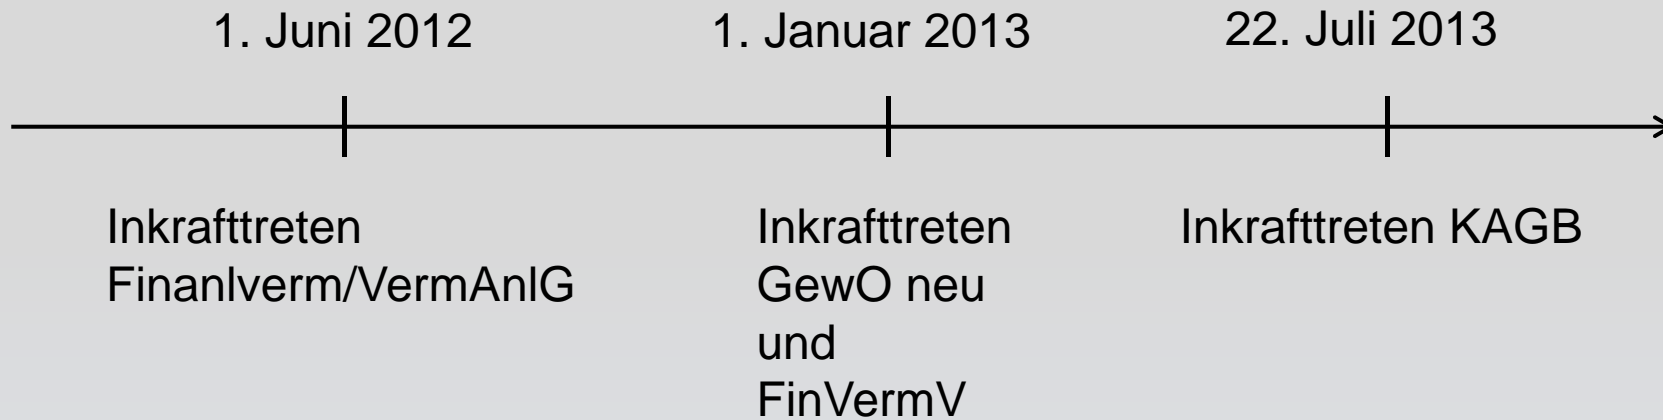 1. Juni 2012
1. Januar 2013
22. Juli 2013
Inkrafttreten
Finanlverm/VermAnlG
Inkrafttreten
GewO neu
und
FinVermV
Inkrafttreten KAGB